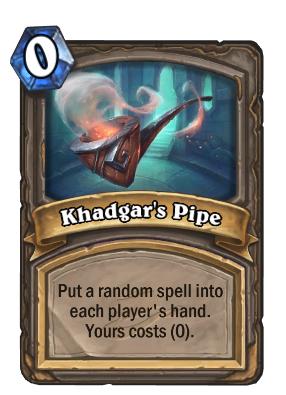 0
Khadgar's Pipe
Put a random spell into
each player's hand.
Yours costs (0).